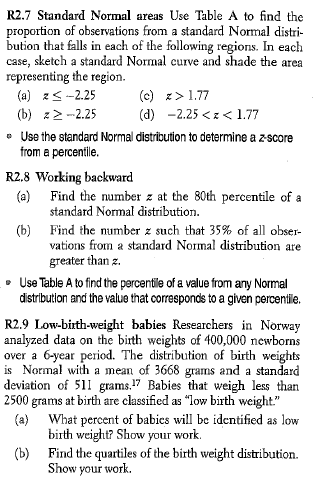 R2.7 Standard Normal areas Use Table A to find the
proportion of observations from a standard Normal distri-
bution that falls in each of the following regions. In each
case, sketch a standard Normal curve and shade the area
representing the region.
(a) z ≤ −2.25 (c) z > 1.77
(b) z ≥ −2.25 (d) −2.25 < z < 1.77
• Use the standard Normal distribution to determine a z-score
from a percentile.
R2.8 Working backward
(a) Find the number z at the 80th percentile of a
standard Normal distribution.
(b) Find the number z such that 35% of all obser-
vations from a standard Normal distribution are
greater than z.
• Use Table A to find the percentile of a value from any Normal
distribution and the value that corresponds to a given percentile.
R2.9 Low-birth-weight babies Researchers in Norway
analyzed data on the birth weights of 400,000 newborns
over a 6-year period. The distribution of birth weights
is Normal with a mean of 3668 grams and a standard
deviation of 511 grams.17 Babies that weigh less than
2500 grams at birth are classified as “low birth weight.”
(a) What percent of babies will be identified as low
birth weight? Show your work.
(b) Find the quartiles of the birth weight distribution.
Show your work.